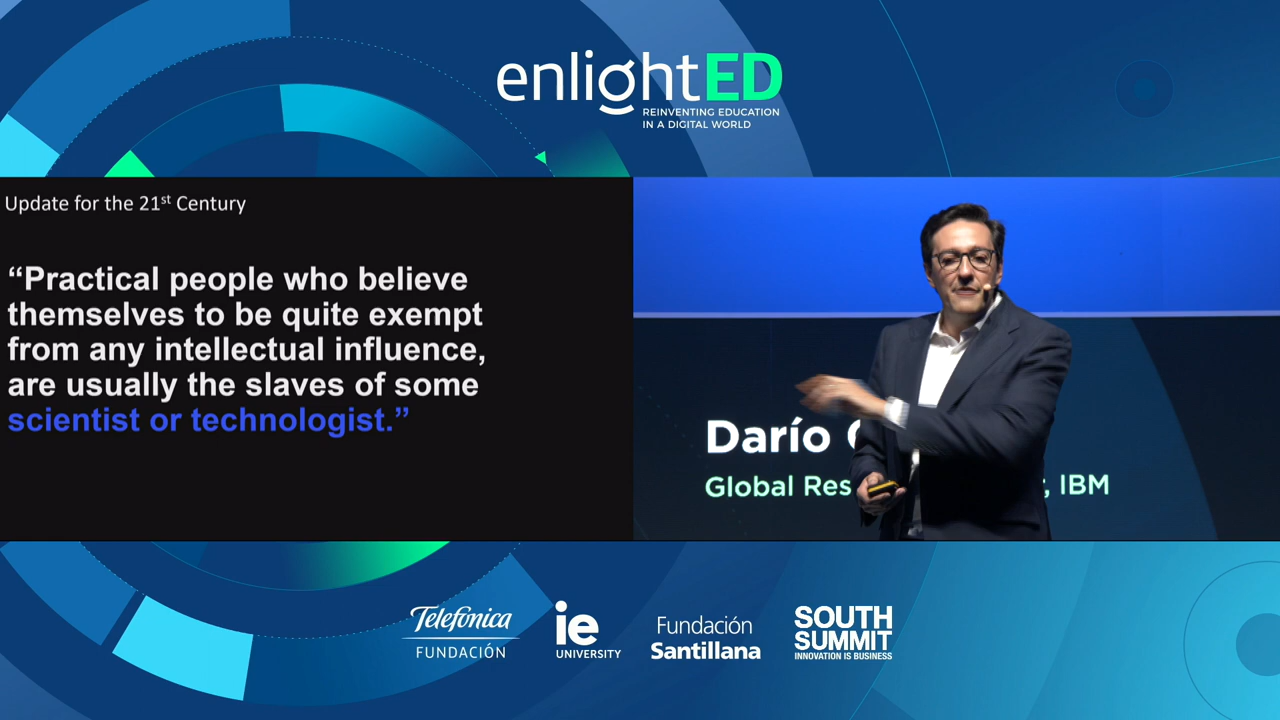 enlightED
REINVENTING EDUCATION
IN A DIGITAL WORLD
Update for the 21st Century
“Practical people who believe
themselves to be quite exempt
from any intellectual influence,
are usually the slaves of some
scientist or technologist.”
Darío
Global Res , IBM
Telefónica
FUNDACIÓN
ie
UNIVERSITY
Fundación
Santillana
SOUTH
SUMMIT
INNOVATION IS BUSINESS